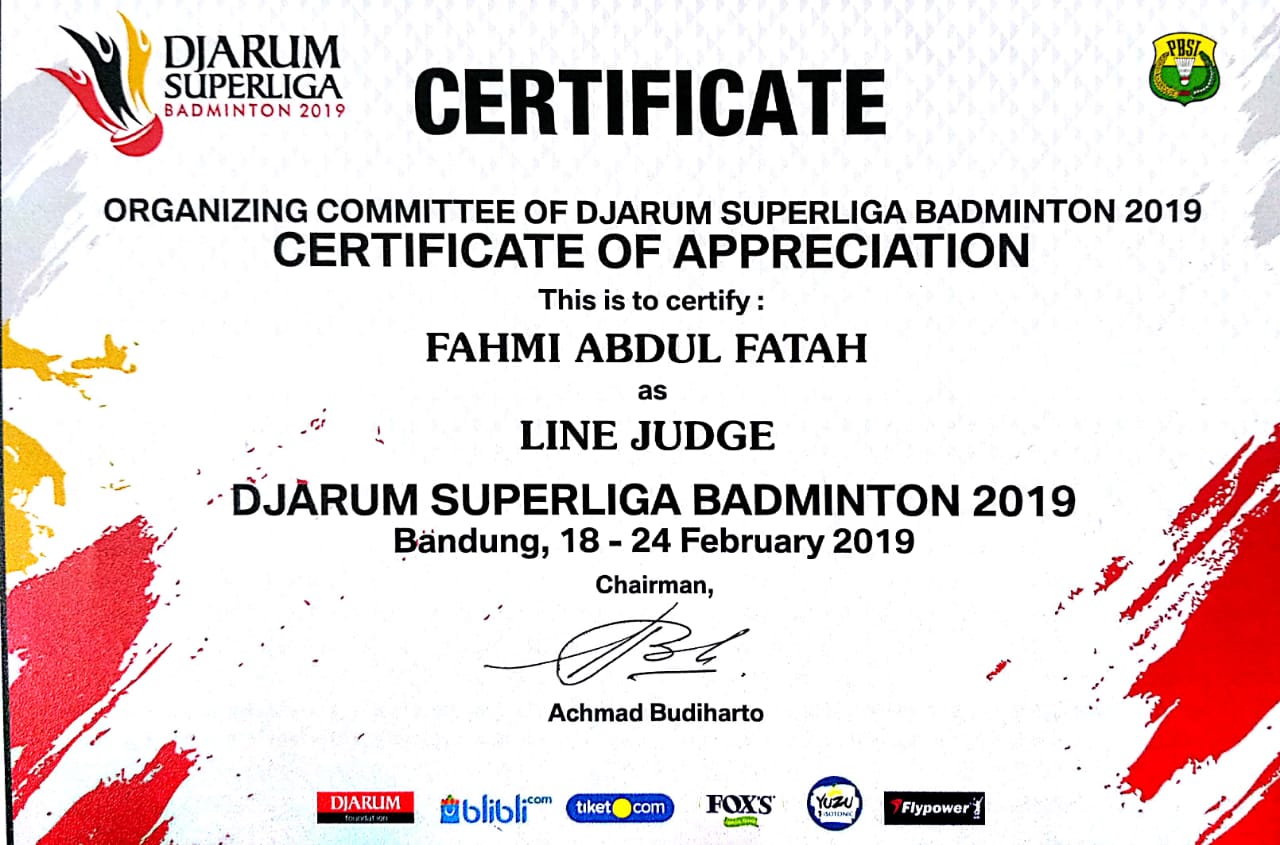 DJARUM
SUPERLIGA
BADMINTON 2019
PBSI
CERTIFICATE
ORGANIZING COMMITTEE OF DJARUM SUPERLIGA BADMINTON 2019
CERTIFICATE OF APPRECIATION
This is to certify :
FAHMI ABDUL FATAH
as
LINE JUDGE
DJARUM SUPERLIGA BADMINTON 2019
Bandung, 18 - 24 February 2019
Chairman,
Achmad Budiharto
DJARUM
foundation
blibli.com
tiket.com
FOX'S
YUZU
ISOTONIC
Flypower